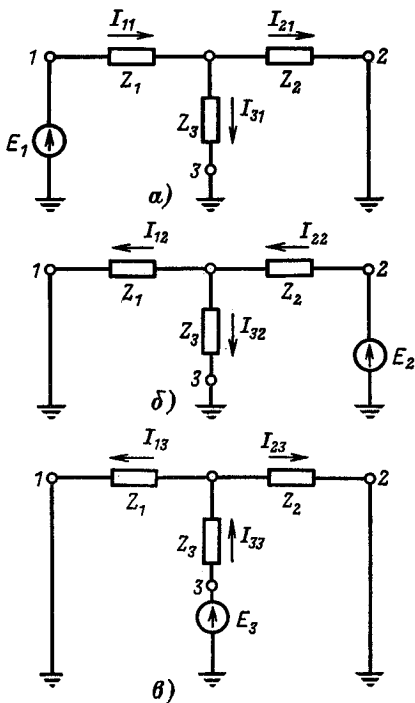 I₁₁ I₂₁
1 Z₁ Z₂ 2
E₁ Z₃ I₃₁
3
а)
I₁₂ I₂₂
1 Z₁ Z₂ 2
Z₃ I₃₂ E₂
3
б)
I₁₃ I₂₃
1 Z₁ Z₂ 2
Z₃ I₃₃
3 E₃
в)